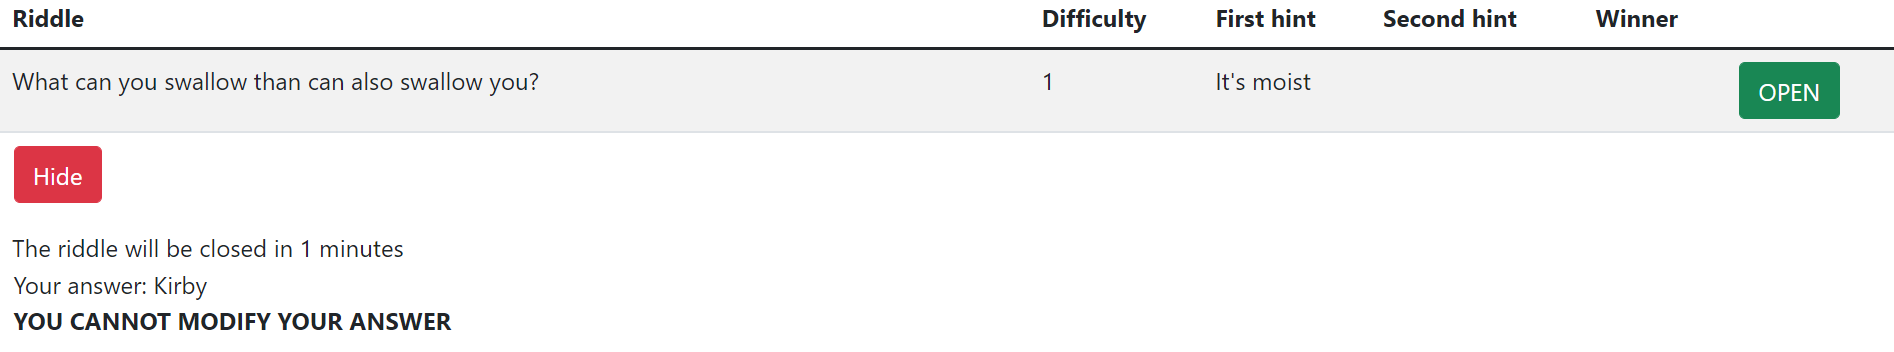 Riddle Difficulty First hint Second hint Winner
What can you swallow than can also swallow you? 1 It's moist OPEN
Hide
The riddle will be closed in 1 minutes
Your answer: Kirby
YOU CANNOT MODIFY YOUR ANSWER